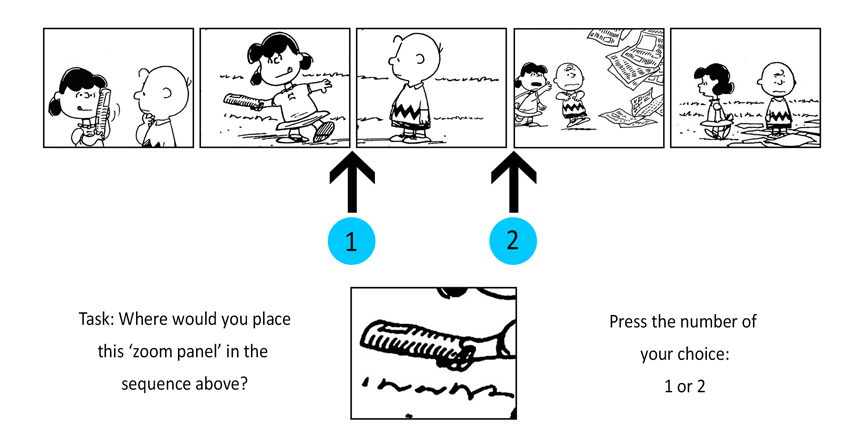 1
2
Task: Where would you place
this ‘zoom panel’ in the
sequence above?
Press the number of
your choice:
1 or 2